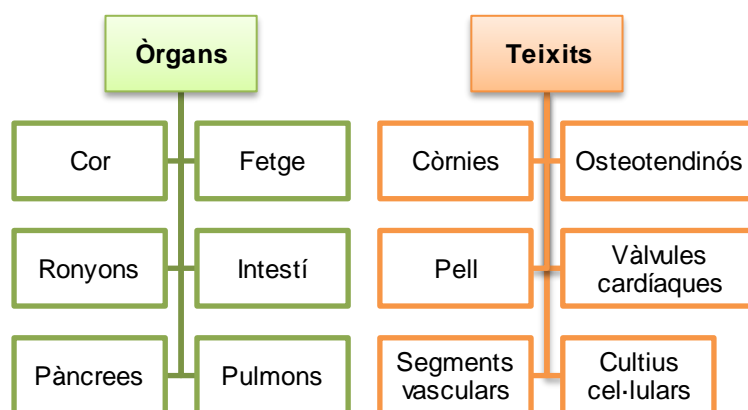 Òrgans
Cor
Fetge
Ronyons
Intestí
Pàncrees
Pulmons
Teixits
Còrnies
Osteotendinós
Pell
Vàlvules
cardíaques
Segments
vasculars
Cultius
cel·lulars